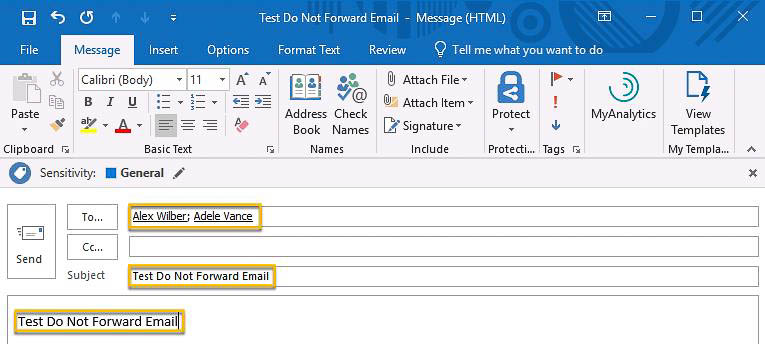 Test Do Not Forward Email - Message (HTML)
File Message Insert Options Format Text Review Tell me what you want to do
Paste
Clipboard
Calibri (Body) 11 A A
B I U
ab A A
Basic Text
Address Book
Check Names
Names
Attach File
Attach Item
Signature
Include
Protect
Protecti...
Tags
MyAnalytics
View Templates
My Templa...
Sensitivity: General
Send
To... Alex Wilber; Adele Vance
Cc...
Subject Test Do Not Forward Email
Test Do Not Forward Email